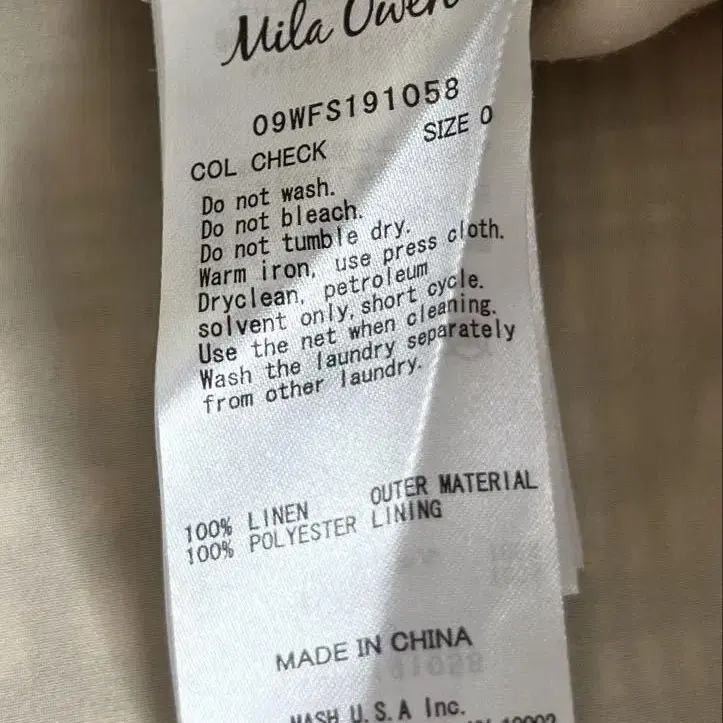 Mila Owen
09WFS191058
COL CHECK SIZE 0
Do not wash.
Do not bleach.
Do not tumble dry.
Warm iron, use press cloth.
Dryclean, petroleum
solvent only, short cycle.
Use the net when cleaning.
Wash the laundry separately
from other laundry.
100% LINEN OUTER MATERIAL
100% POLYESTER LINING
MADE IN CHINA
MASH U.S.A Inc.